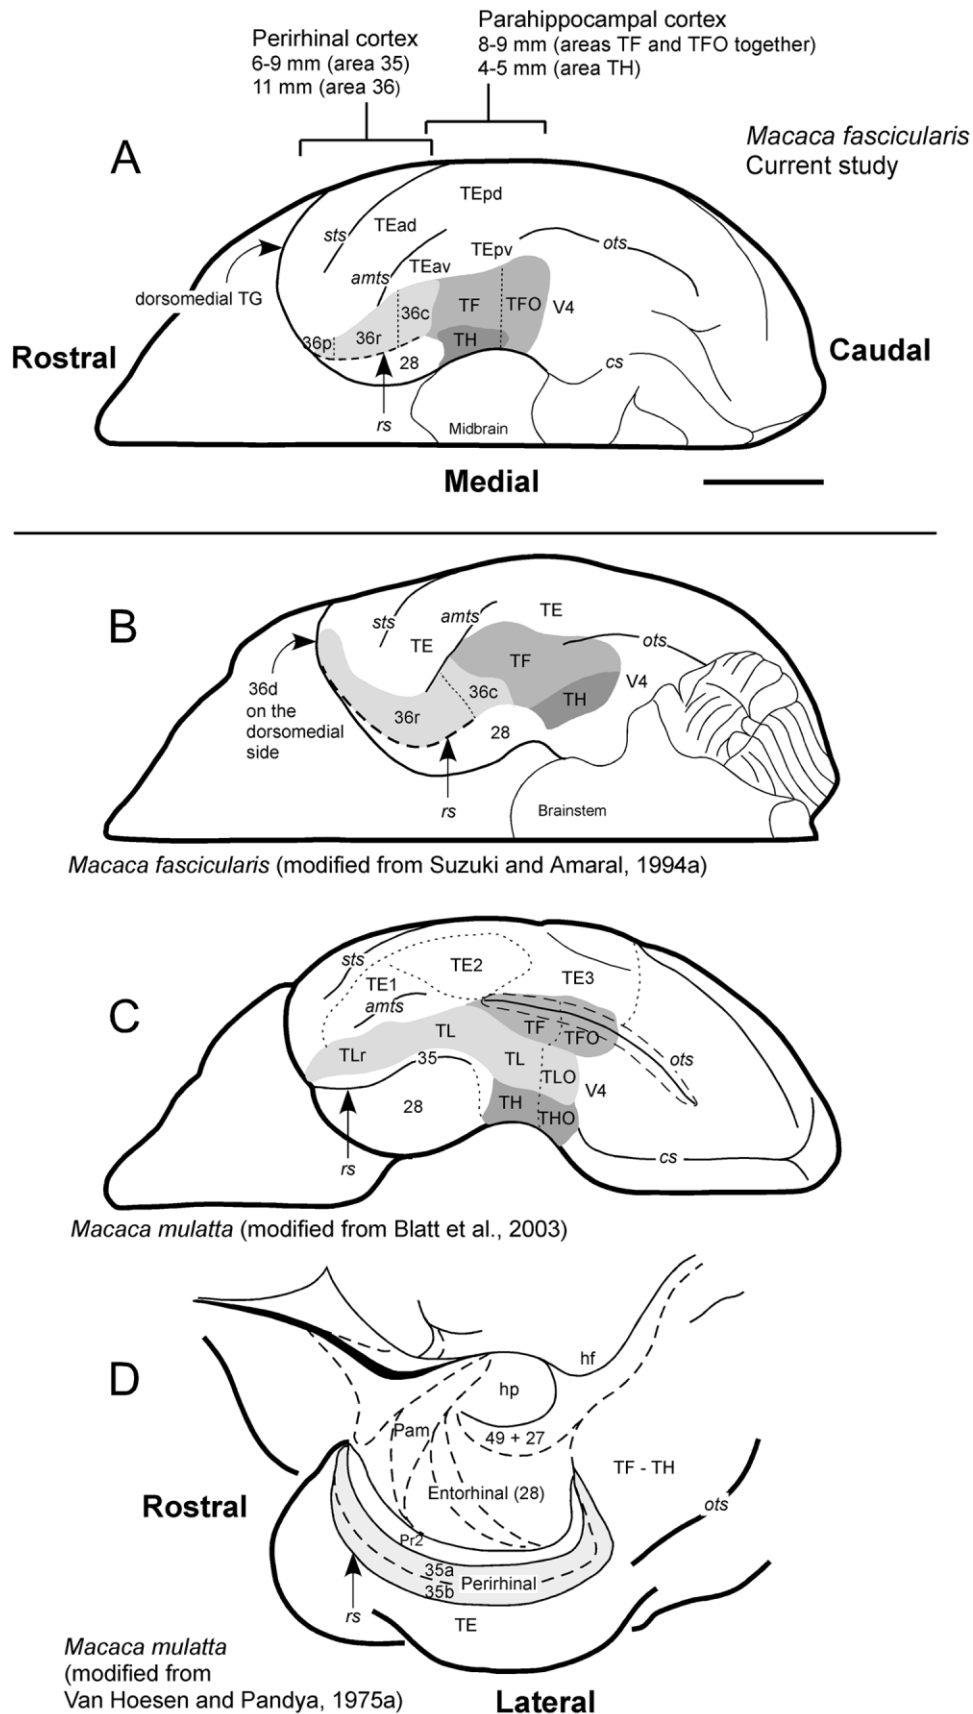 Perirhinal cortex
6-9 mm (area 35)
11 mm (area 36)
Parahippocampal cortex
8-9 mm (areas TF and TFO together)
4-5 mm (area TH)
A
Macaca fascicularis
Current study
TEpd
sts
TEad
TEpv
ots
amts
TEav
dorsomedial TG
36c
TF
TFO
V4
36p
36r
TH
Rostral
28
cs
Caudal
rs
Midbrain
Medial
B
sts
amts
TE
TE
ots
TF
36d
on the
dorsomedial
side
36c
TH
V4
36r
28
rs
Brainstem
Macaca fascicularis (modified from Suzuki and Amaral, 1994a)
C
sts
TE2
TE3
TE1
amts
TL
TF
TFO
TLr
35
TL
TLO
ots
V4
28
TH
THO
rs
cs
Macaca mulatta (modified from Blatt et al., 2003)
D
hf
hp
Pam
49 + 27
TF - TH
Entorhinal (28)
Rostral
ots
Pr2
35a
35b
Perirhinal
rs
TE
Macaca mulatta
(modified from
Van Hoesen and Pandya, 1975a)
Lateral